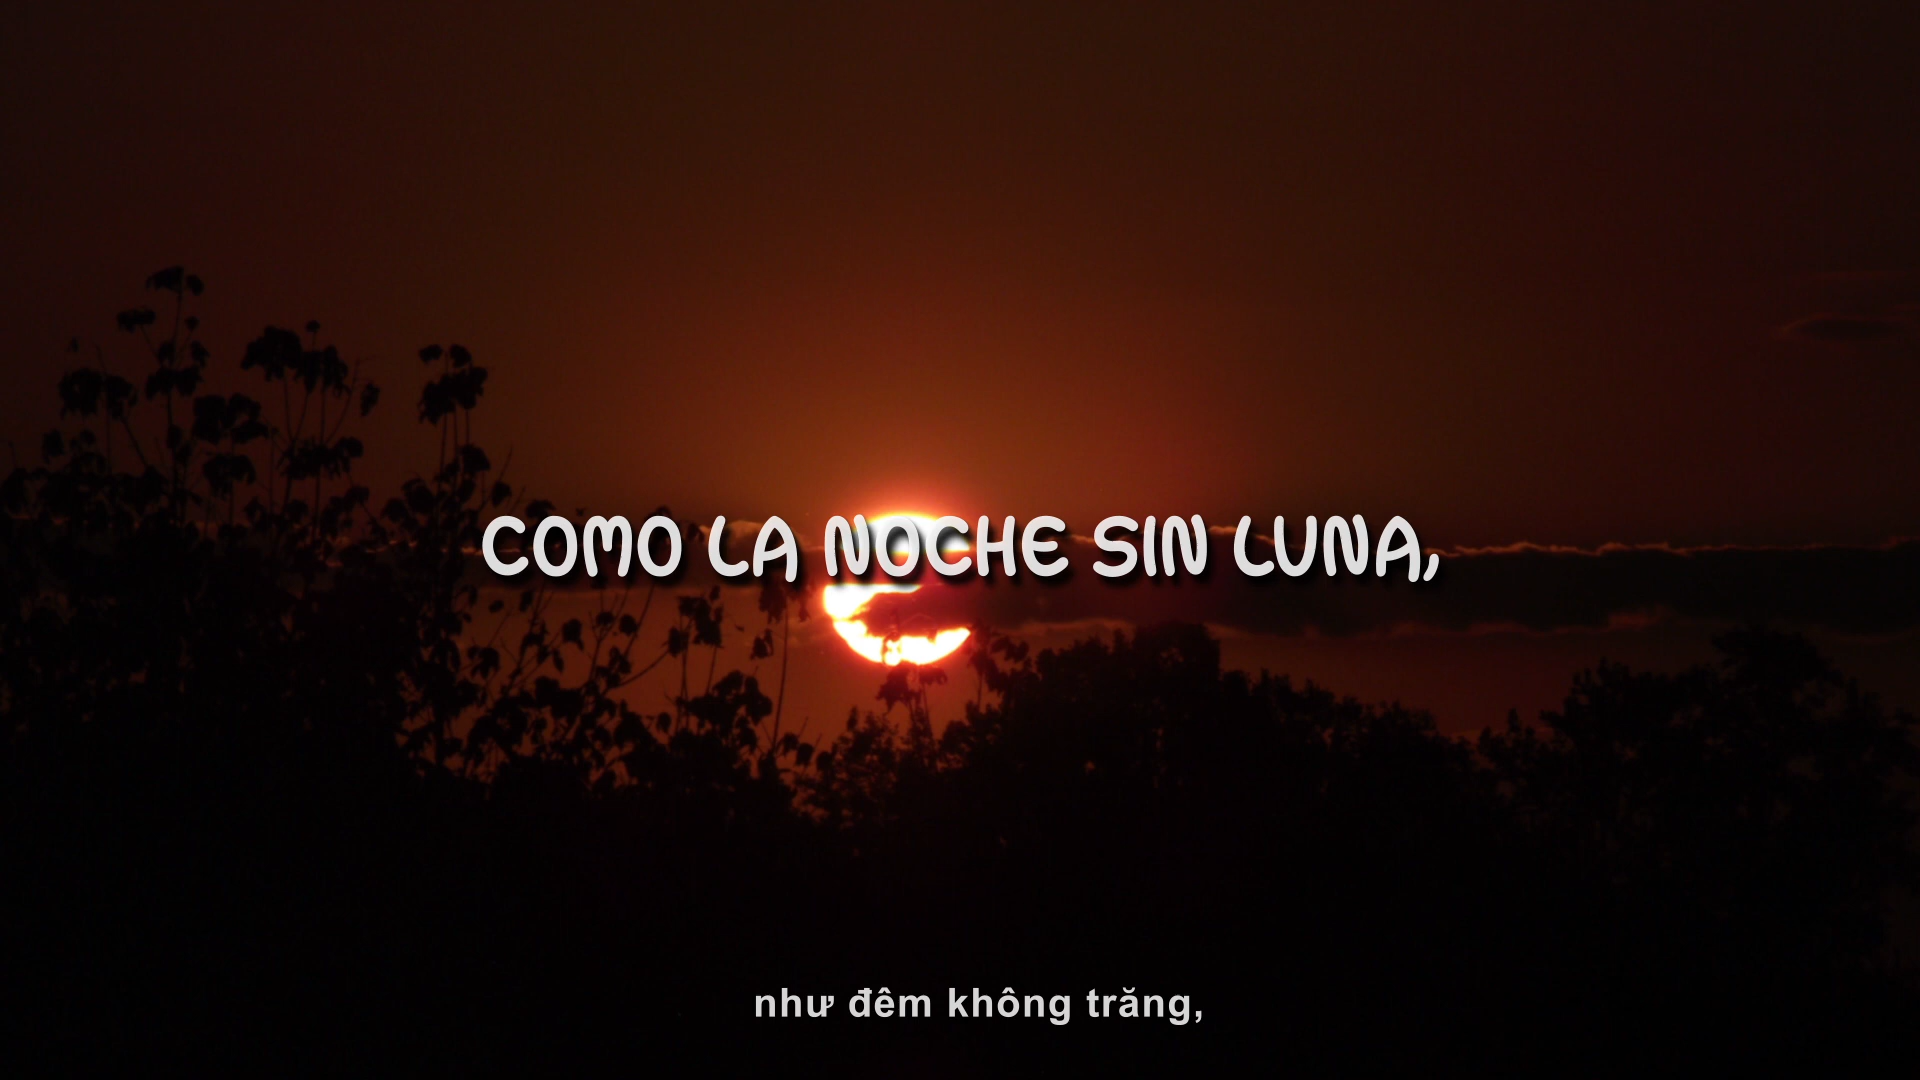 COMO LA NOCHE SIN LUNA,
như đêm không trăng,